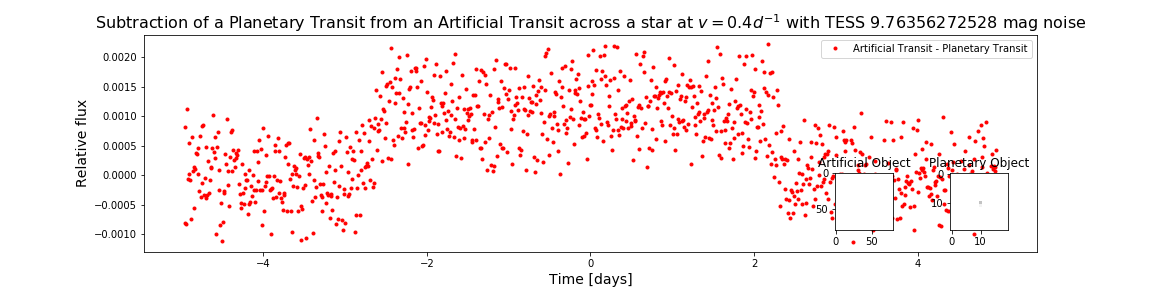 Subtraction of a Planetary Transit from an Artificial Transit across a star at v = 0.4d⁻¹ with TESS 9.76356272528 mag noise
Artificial Transit - Planetary Transit
Relative flux
0.0020
0.0015
0.0010
0.0005
0.0000
−0.0005
−0.0010
Artificial Object
0
50
0 50
Planetary Object
0
10
0 10
−4 −2 0 2 4
Time [days]